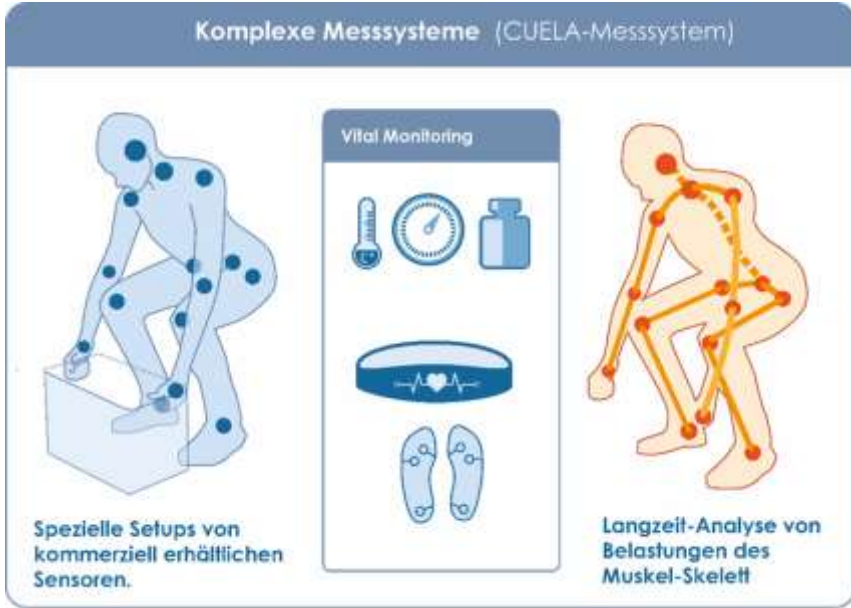 Komplexe Messsysteme (CUELA-Messsystem)
Vital Monitoring
Spezielle Setups von
kommerziell erhältlichen
Sensoren.
Langzeit-Analyse von
Belastungen des
Muskel-Skelett